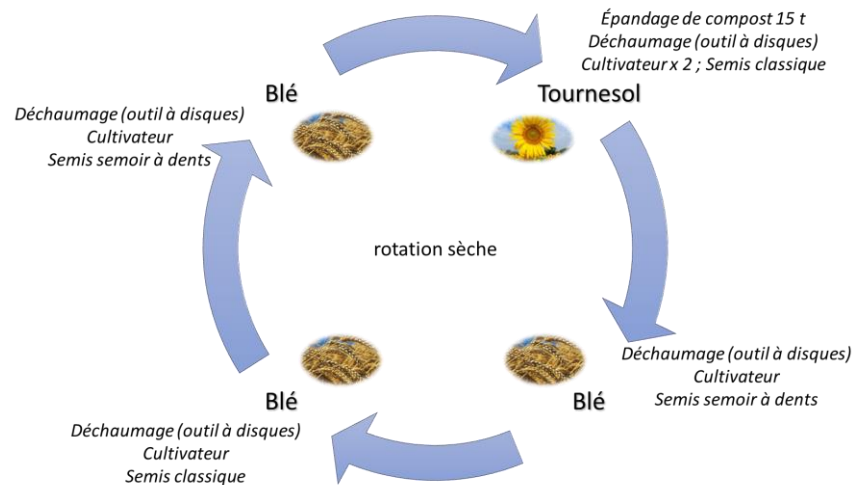 Épandage de compost 15 t
Déchaumage (outil à disques)
Cultivateur x 2 ; Semis classique
Blé
Tournesol
Déchaumage (outil à disques)
Cultivateur
Semis semoir à dents
rotation sèche
Déchaumage (outil à disques)
Cultivateur
Semis semoir à dents
Blé
Blé
Déchaumage (outil à disques)
Cultivateur
Semis classique